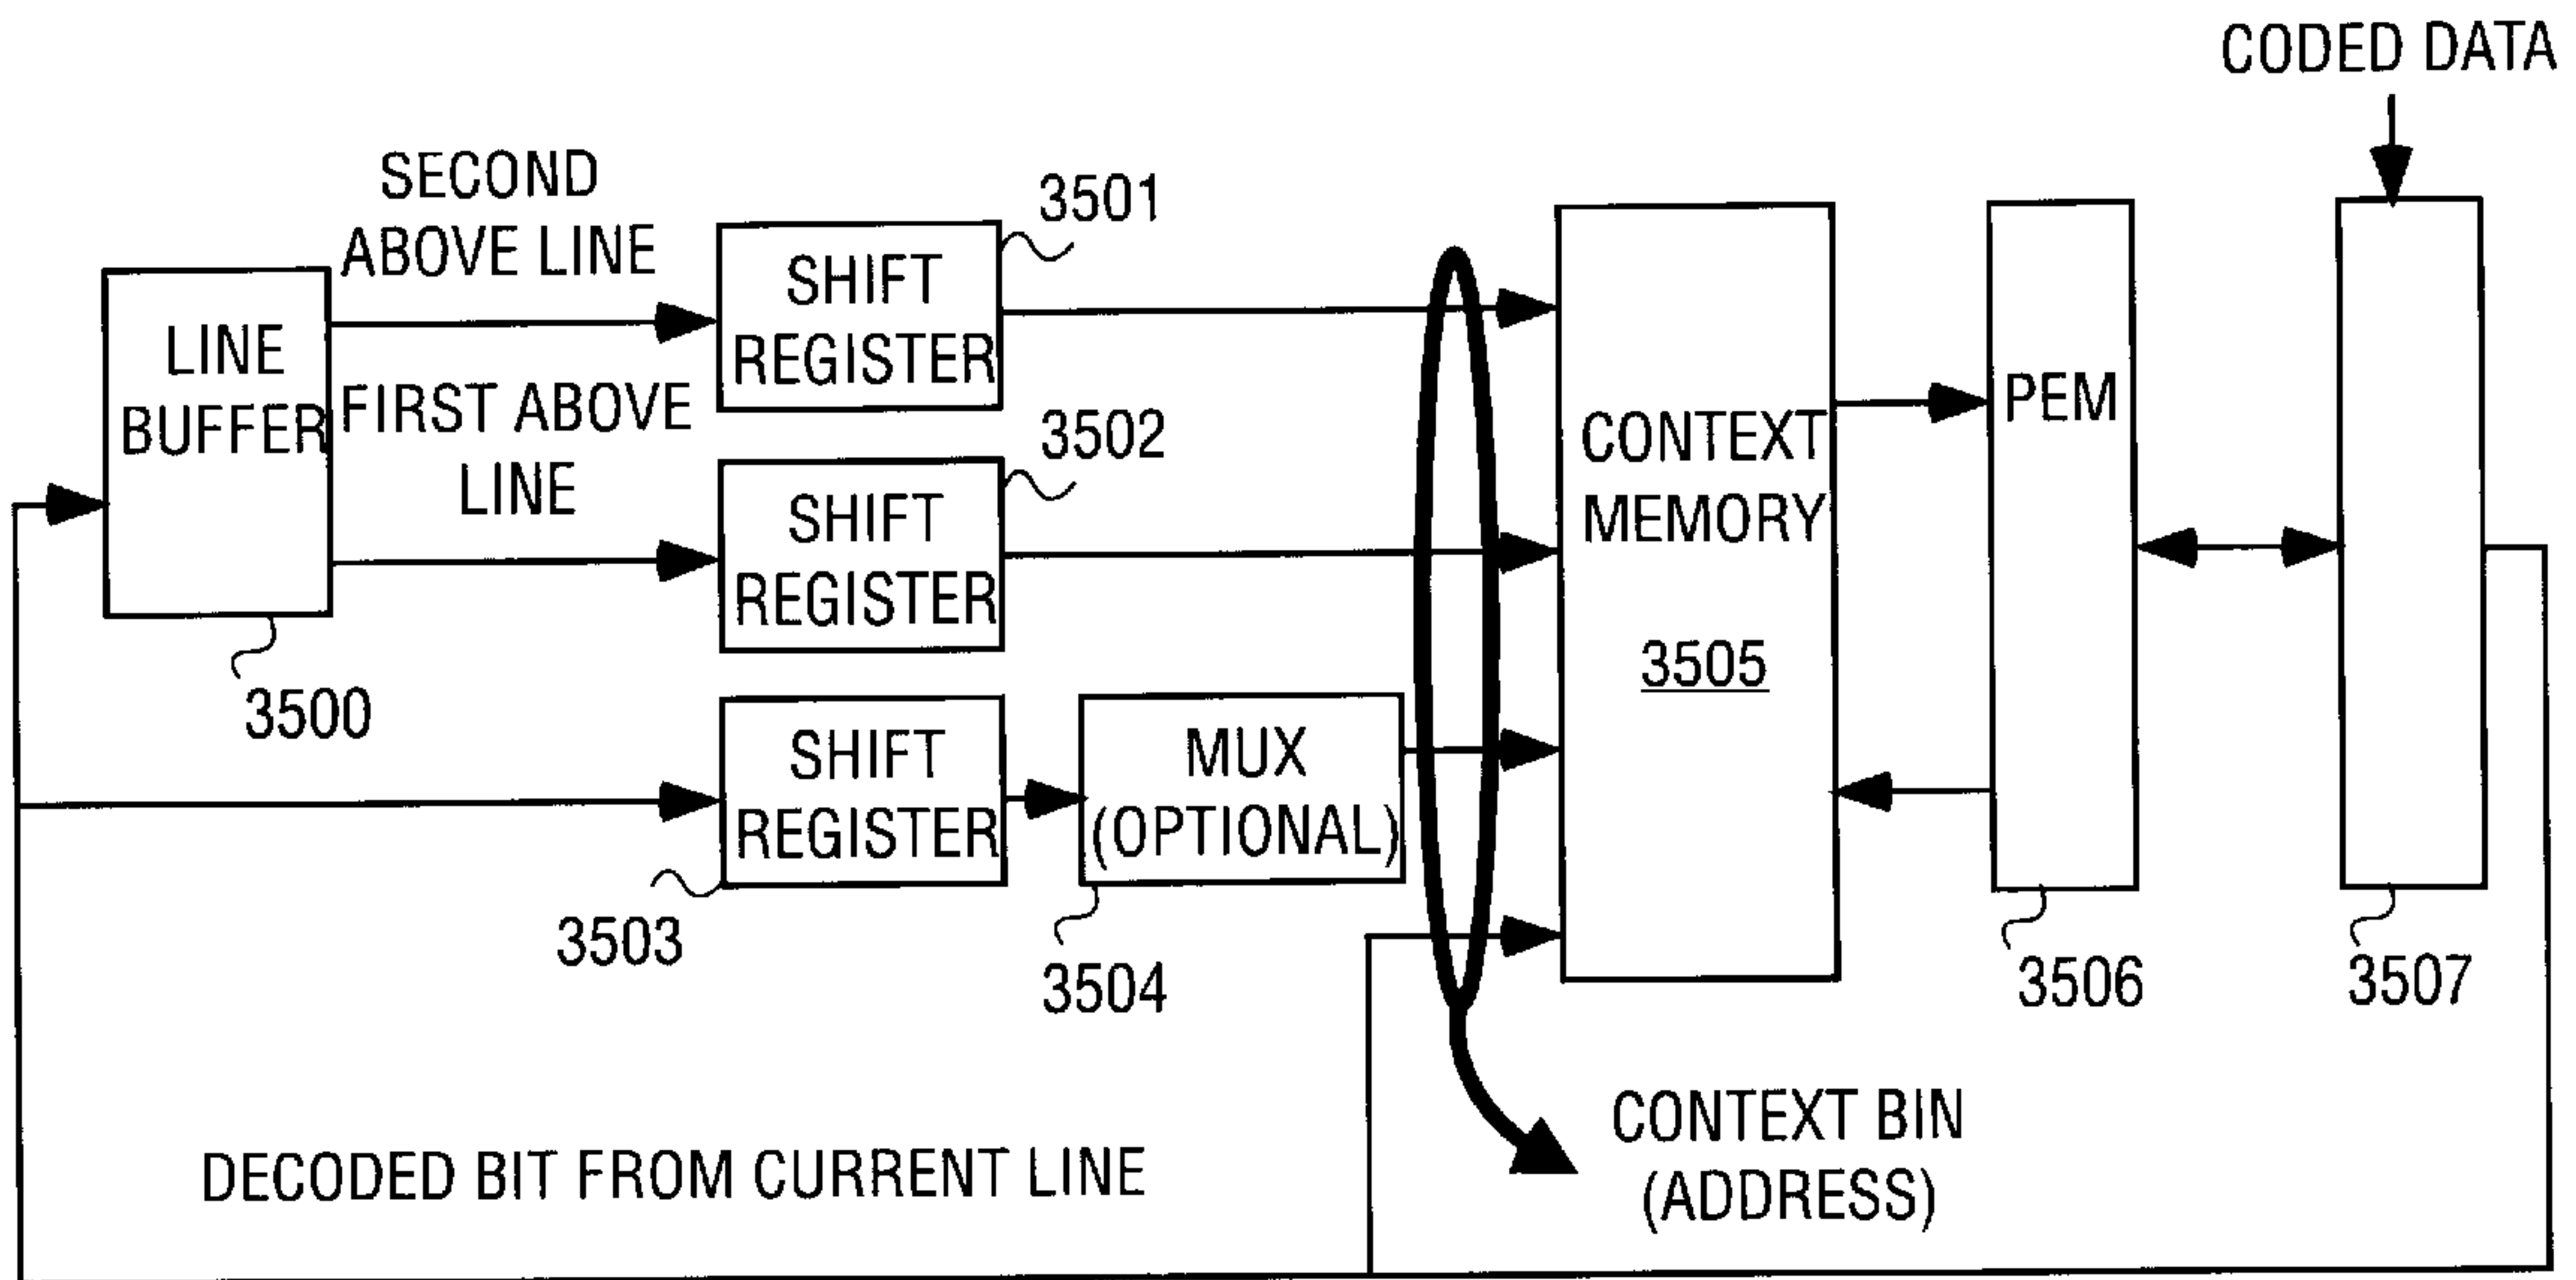 CODED DATA
SECOND
ABOVE LINE
3501
SHIFT
REGISTER
LINE
BUFFER
FIRST ABOVE
LINE
3502
SHIFT
REGISTER
CONTEXT
MEMORY
3505
PEM
3500
SHIFT
REGISTER
MUX
(OPTIONAL)
3503
3504
3506
3507
CONTEXT BIN
(ADDRESS)
DECODED BIT FROM CURRENT LINE